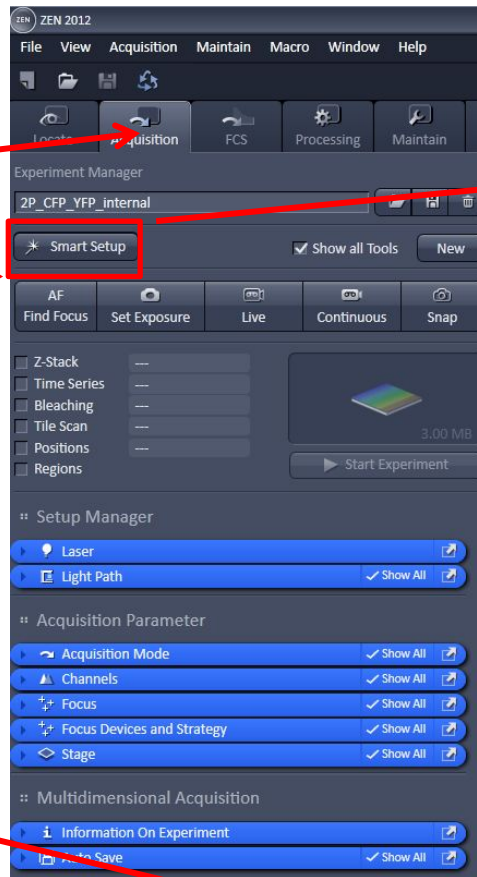 ZEN ZEN 2012
File View Acquisition Maintain Macro Window Help
Locate Acquisition FCS Processing Maintain
Experiment Manager
2P_CFP_YFP_internal
Smart Setup Show all Tools New
AF Find Focus Set Exposure Live Continuous Snap
Z-Stack ---
Time Series ---
Bleaching ---
Tile Scan ---
Positions ---
Regions
3.00 MB
Start Experiment
Setup Manager
Laser
Light Path Show All
Acquisition Parameter
Acquisition Mode Show All
Channels Show All
Focus Show All
Focus Devices and Strategy Show All
Stage Show All
Multidimensional Acquisition
Information On Experiment
Auto Save Show All